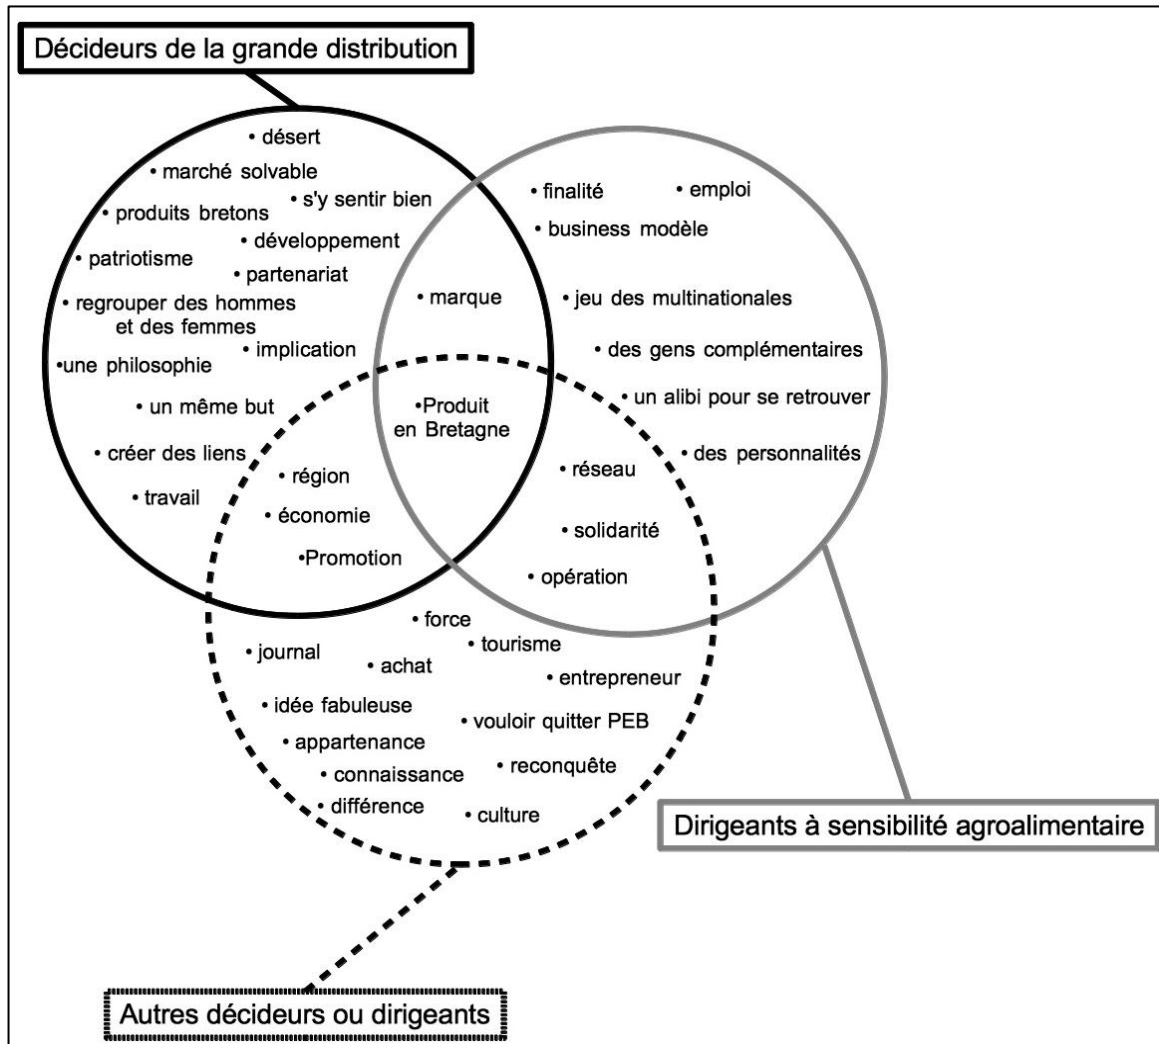 Décideurs de la grande distribution
• désert
• marché solvable
• s'y sentir bien
• produits bretons
• développement
• patriotisme
• partenariat
• regrouper des hommes
et des femmes
• implication
•une philosophie
• un même but
• créer des liens
• travail
• marque
• finalité
• emploi
• business modèle
• jeu des multinationales
• des gens complémentaires
• un alibi pour se retrouver
• des personnalités
•Produit
en Bretagne
• région
• économie
•Promotion
• réseau
• solidarité
• opération
• force
• journal
• tourisme
• achat
• entrepreneur
• idée fabuleuse
• vouloir quitter PEB
• appartenance
• reconquête
• connaissance
• différence
• culture
Dirigeants à sensibilité agroalimentaire
Autres décideurs ou dirigeants